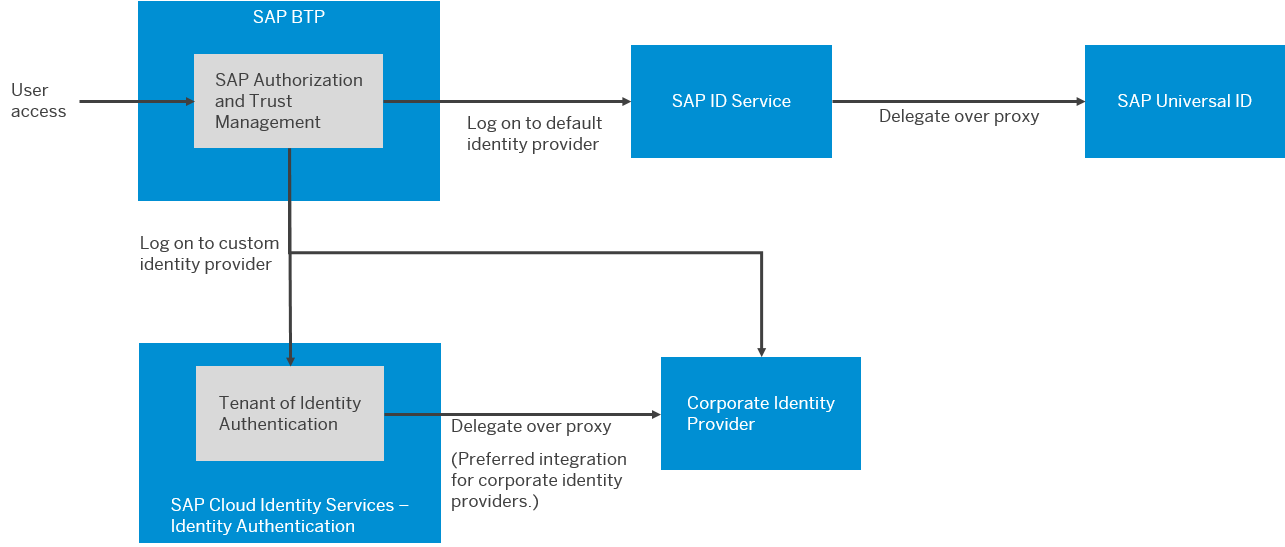 SAP BTP
User
access
SAP Authorization
and Trust
Management
Log on to default
identity provider
SAP ID Service
Delegate over proxy
SAP Universal ID
Log on to custom
identity provider
Tenant of Identity
Authentication
SAP Cloud Identity Services –
Identity Authentication
Delegate over proxy
(Preferred integration
for corporate identity
providers.)
Corporate Identity
Provider